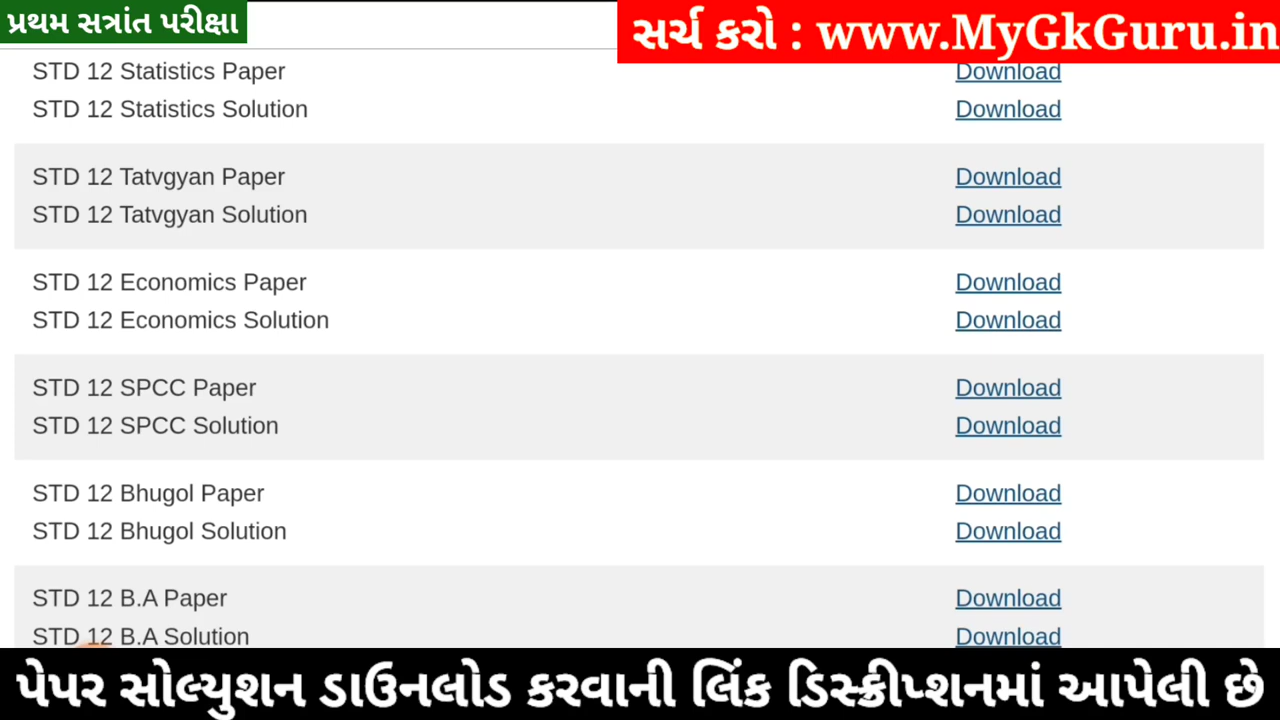 પ્રથમ સત્રાંત પરીક્ષા
સર્ચ કરો : www.MyGkGuru.in
STD 12 Statistics Paper Download
STD 12 Statistics Solution Download
STD 12 Tatvgyan Paper Download
STD 12 Tatvgyan Solution Download
STD 12 Economics Paper Download
STD 12 Economics Solution Download
STD 12 SPCC Paper Download
STD 12 SPCC Solution Download
STD 12 Bhugol Paper Download
STD 12 Bhugol Solution Download
STD 12 B.A Paper Download
STD 12 B.A Solution Download
પેપર સોલ્યુશન ડાઉનલોડ કરવાની લિંક ડિસ્ક્રીપ્શનમાં આપેલી છે